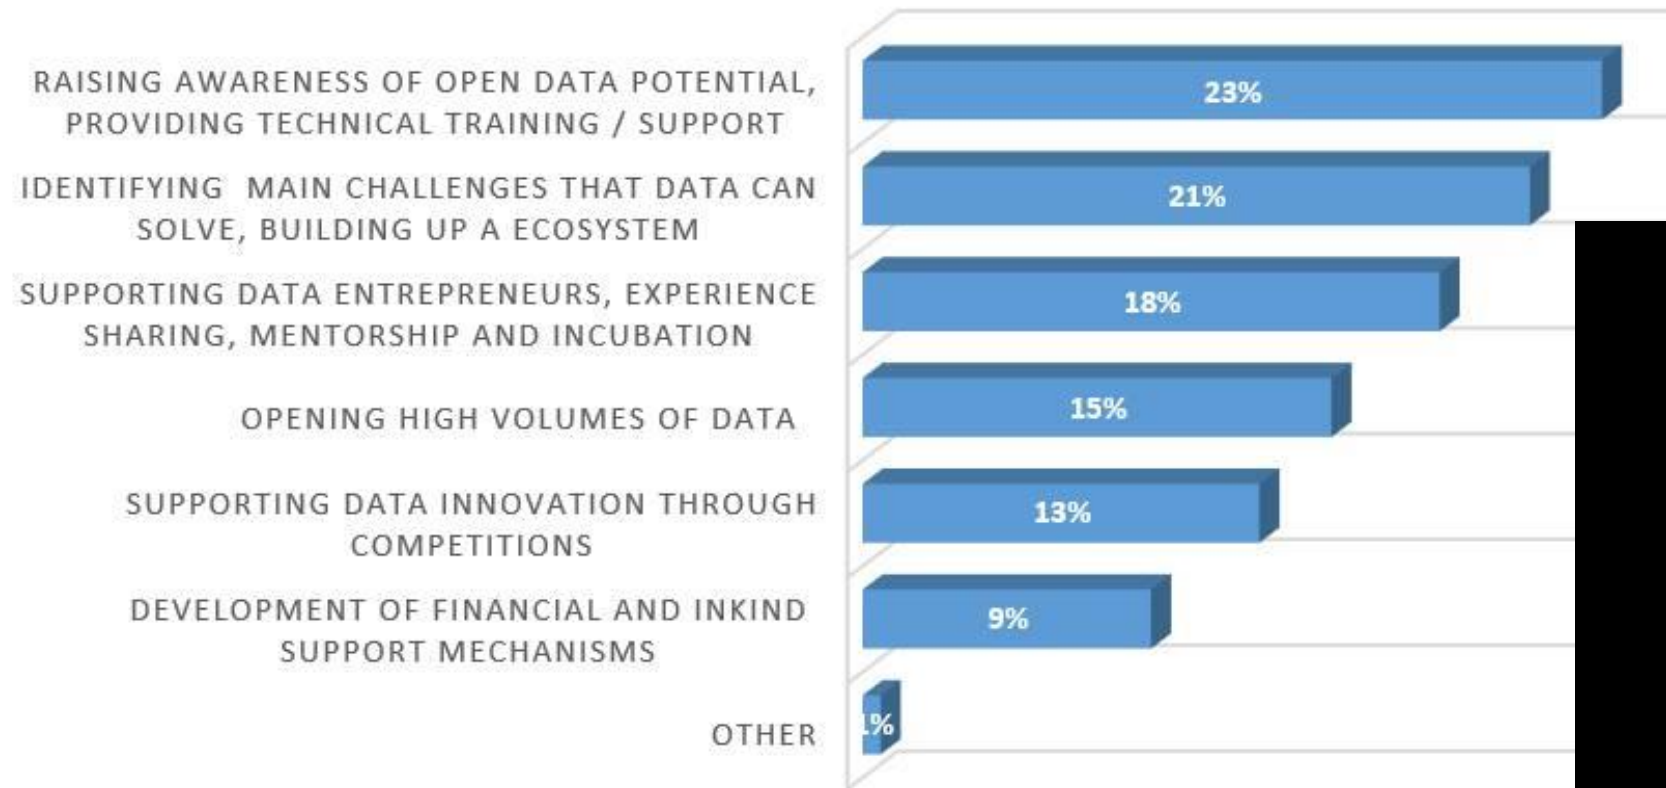 RAISING AWARENESS OF OPEN DATA POTENTIAL,
PROVIDING TECHNICAL TRAINING / SUPPORT
23%
IDENTIFYING MAIN CHALLENGES THAT DATA CAN
SOLVE, BUILDING UP A ECOSYSTEM
21%
SUPPORTING DATA ENTREPRENEURS, EXPERIENCE
SHARING, MENTORSHIP AND INCUBATION
18%
OPENING HIGH VOLUMES OF DATA
15%
SUPPORTING DATA INNOVATION THROUGH
COMPETITIONS
13%
DEVELOPMENT OF FINANCIAL AND INKIND
SUPPORT MECHANISMS
9%
OTHER
1%